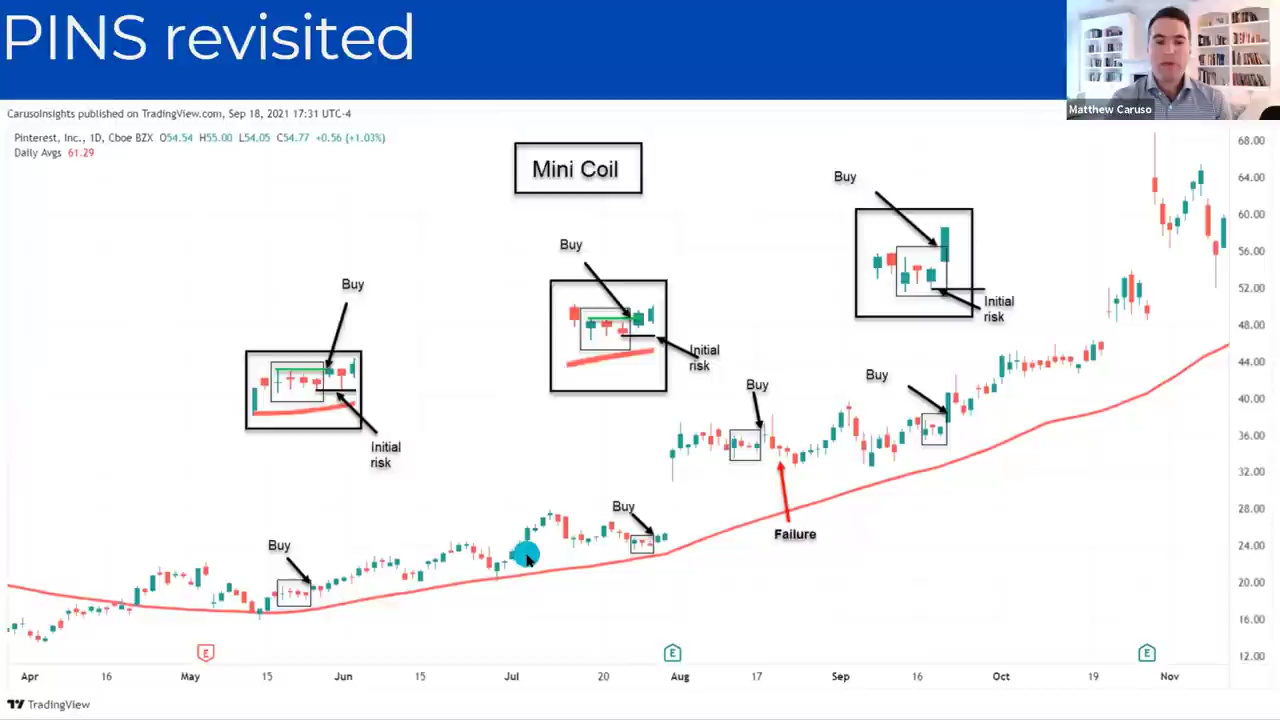 PINS revisited
Matthew Caruso
CarusoInsights published on TradingView.com, Sep 18, 2021 17:31 UTC-4
Pinterest, Inc., 1D, Cboe BZX O54.54 H55.00 L54.05 C54.77 +0.56 (+1.03%)
Daily Avgs 61.29
Mini Coil
Buy
Initial
risk
Buy
Initial
risk
Buy
Initial
risk
Buy
Buy
Buy
Failure
Buy
68.00
64.00
60.00
56.00
52.00
48.00
44.00
40.00
36.00
32.00
28.00
24.00
20.00
16.00
12.00
E
E
E
Apr 16 May 15 Jun 15 Jul 20 Aug 17 Sep 16 Oct 19 Nov
TradingView